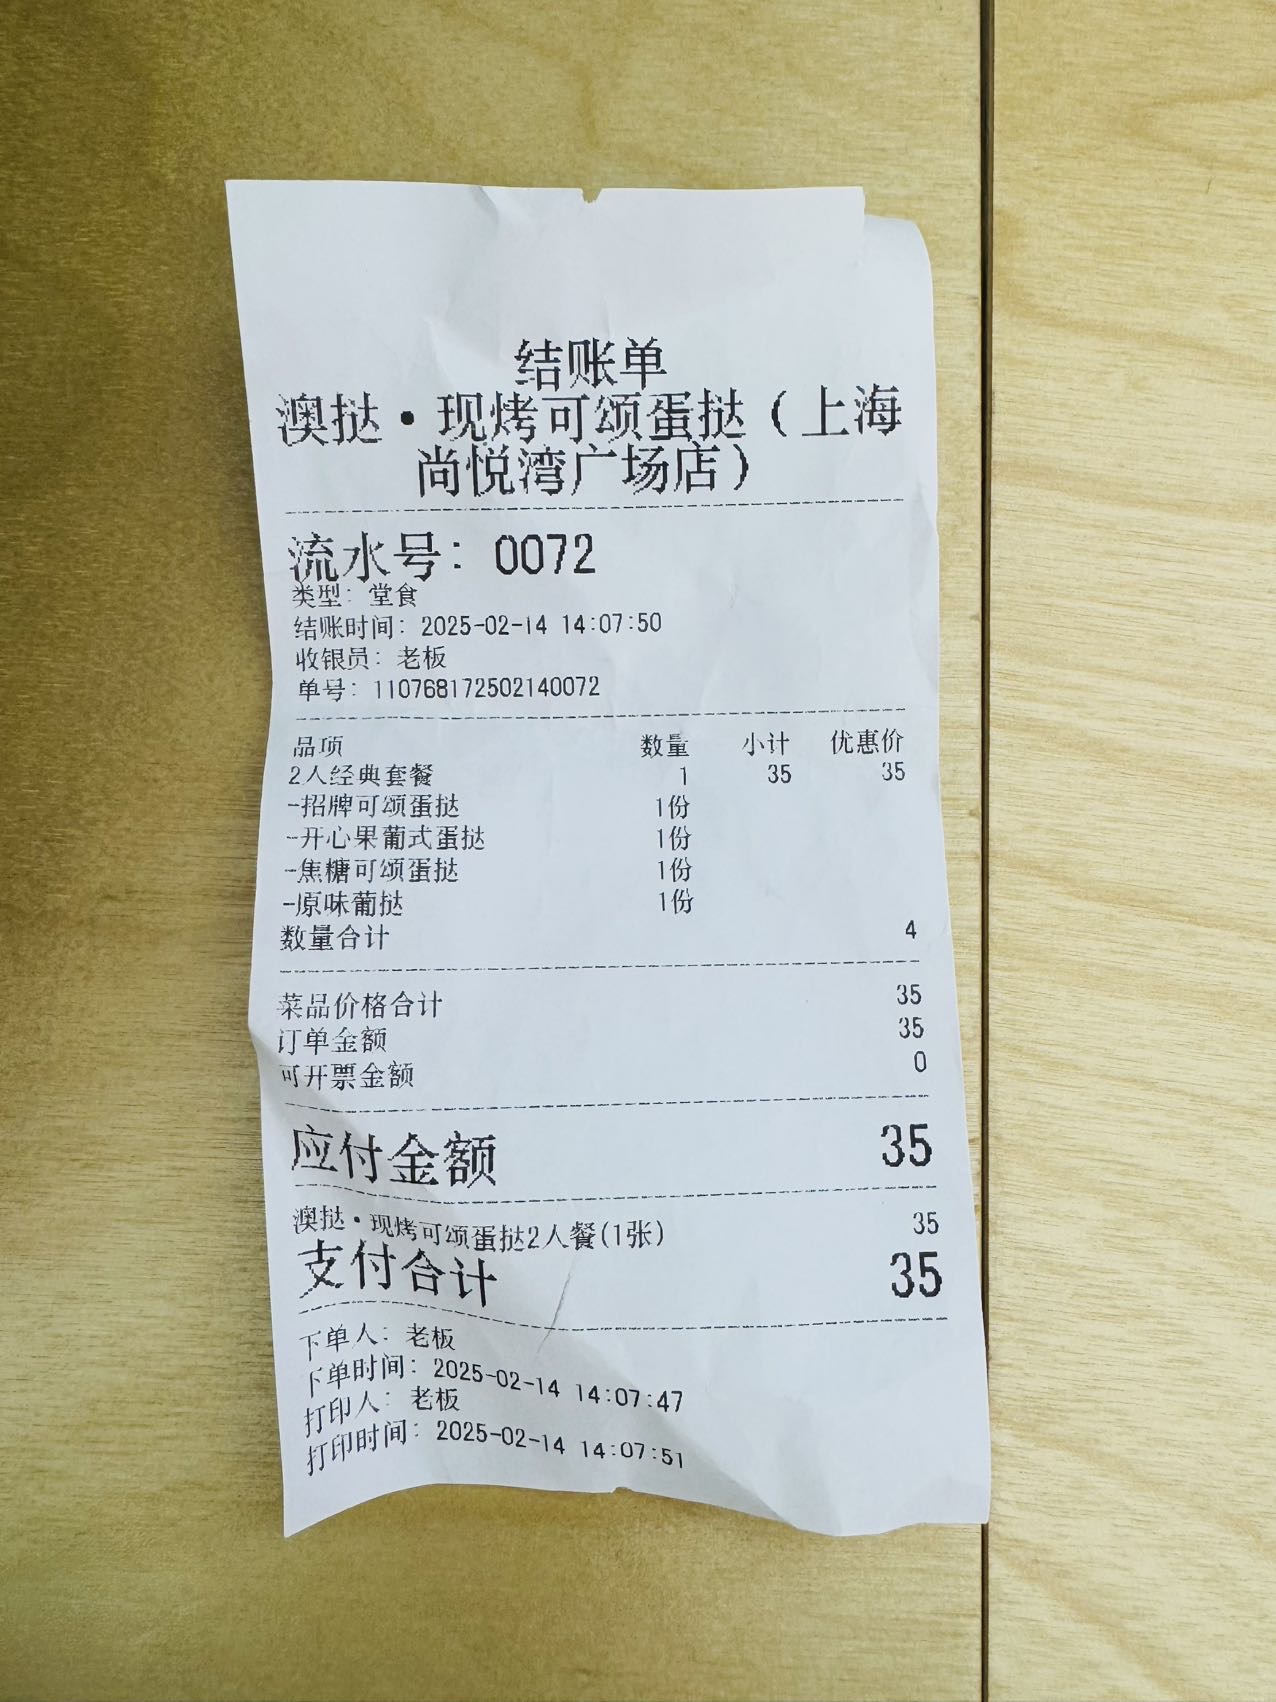 结账单
澳挞·现烤可颂蛋挞（上海
尚悦湾广场店）
流水号：0072
类型：堂食
结账时间：2025-02-14 14:07:50
收银员：老板
单号：110768172502140072
品项 数量 小计 优惠价
2人经典套餐 1 35 35
-招牌可颂蛋挞 1份
-开心果葡式蛋挞 1份
-焦糖可颂蛋挞 1份
-原味葡挞 1份
数量合计 4
菜品价格合计 35
订单金额 35
可开票金额 0
应付金额 35
澳挞·现烤可颂蛋挞2人餐(1张) 35
支付合计 35
下单人：老板
下单时间：2025-02-14 14:07:47
打印人：老板
打印时间：2025-02-14 14:07:51